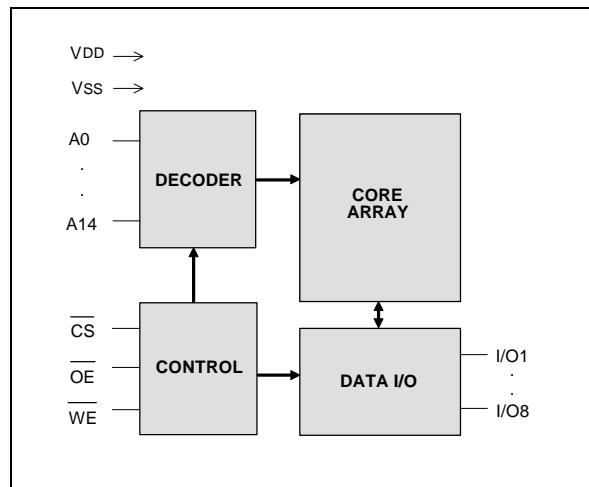 VDD
VSS
A0
.
.
A14
DECODER
CORE
ARRAY
CS
OE
WE
CONTROL
DATA I/O
I/O1
.
.
I/O8